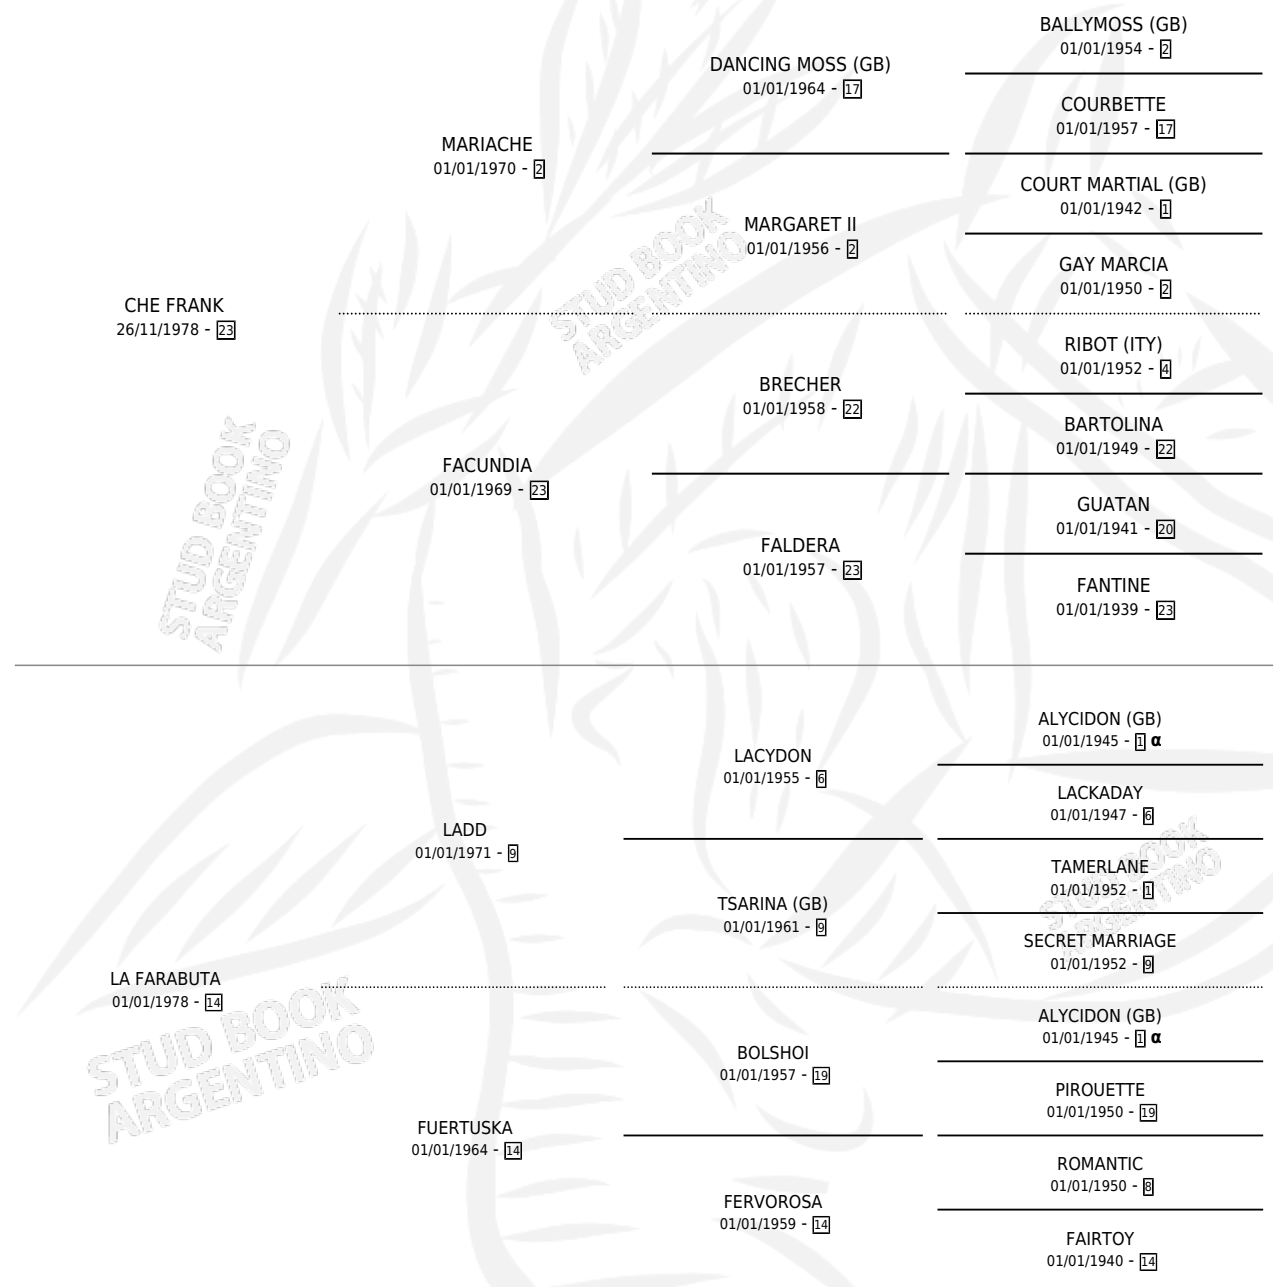 BALLYMOSS (GB)
01/01/1954 - 2
DANCING MOSS (GB)
01/01/1964 - 17
COURBETTE
01/01/1957 - 17
MARIACHE
01/01/1970 - 2
COURT MARTIAL (GB)
01/01/1942 - 1
MARGARET II
01/01/1956 - 2
GAY MARCIA
01/01/1950 - 2
CHE FRANK
26/11/1978 - 23
RIBOT (ITY)
01/01/1952 - 4
BRECHER
01/01/1958 - 22
BARTOLINA
01/01/1949 - 22
FACUNDIA
01/01/1969 - 23
GUATAN
01/01/1941 - 20
FALDERA
01/01/1957 - 23
FANTINE
01/01/1939 - 23
STUD BOOK
ARGENTINO
STUD BOOK
ARGENTINO
ALYCIDON (GB)
01/01/1945 - 1 α
LACYDON
01/01/1955 - 6
LACKADAY
01/01/1947 - 6
LADD
01/01/1971 - 9
TAMERLANE
01/01/1952 - 1
TSARINA (GB)
01/01/1961 - 9
SECRET MARRIAGE
01/01/1952 - 9
LA FARABUTA
01/01/1978 - 14
ALYCIDON (GB)
01/01/1945 - 1 α
BOLSHOI
01/01/1957 - 19
PIROUETTE
01/01/1950 - 19
FUERTUSKA
01/01/1964 - 14
ROMANTIC
01/01/1950 - 8
FERVOROSA
01/01/1959 - 14
FAIRTOY
01/01/1940 - 14
STUD BOOK
ARGENTINO
STUD BOOK
ARGENTINO